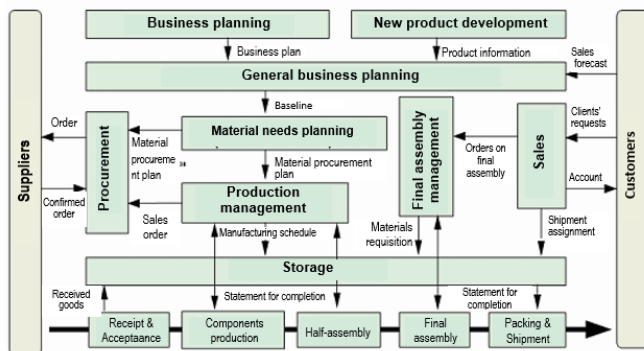 Business planning
New product development
Business plan
Product information
Sales
forecast
General business planning
Baseline
Suppliers
Order
Confirmed
order
Procurement
Material
procureme
nt plan
Material needs planning
Material procurement
plan
Production
management
Sales
order
Manufacturing schedule
Final assembly
management
Orders on
final
assembly
Sales
Clients'
requests
Account
Customers
Materials
requisition
Shipment
assignment
Storage
Received
goods
Statement for completion
Statement for
completion
Receipt &
Acceptaance
Components
production
Half-assembly
Final
assembly
Packing &
Shipment